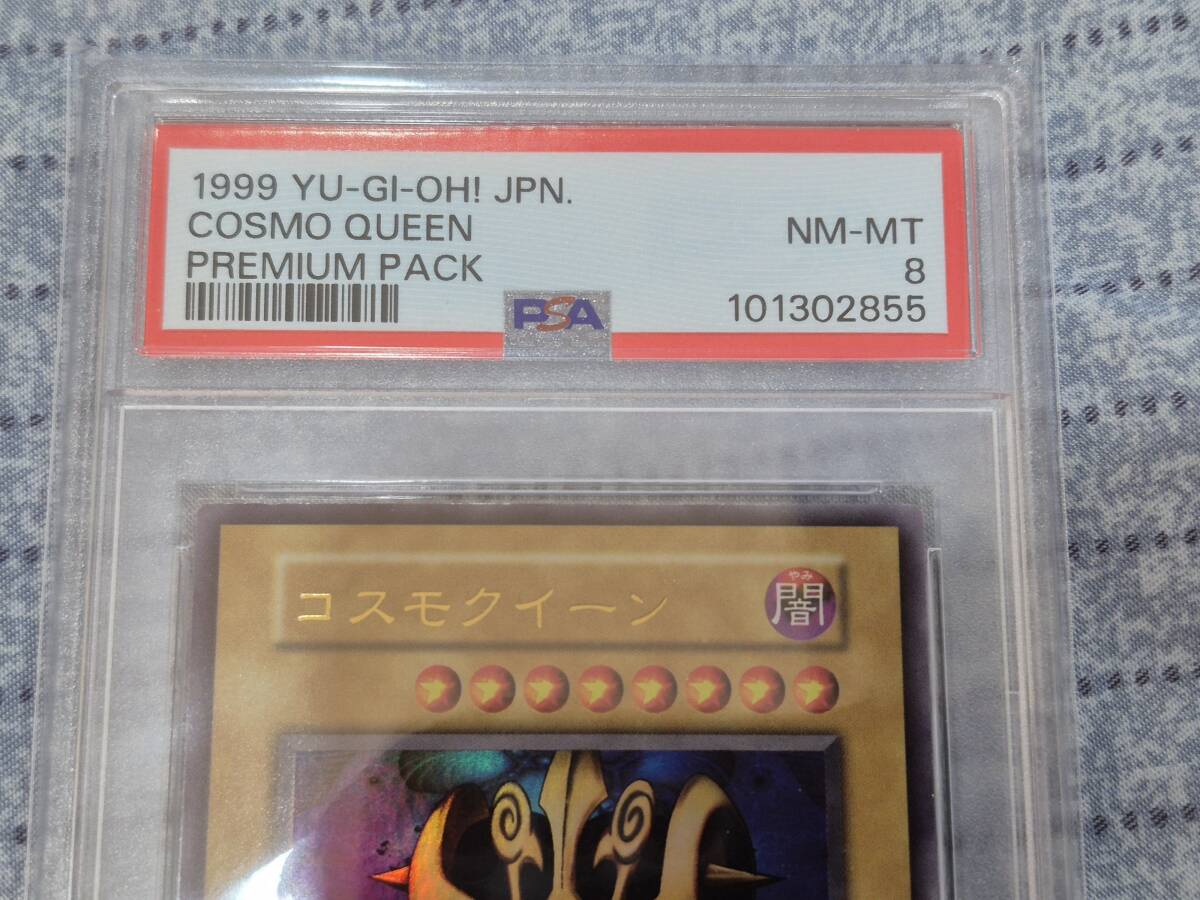 1999 YU-GI-OH! JPN.
COSMO QUEEN
PREMIUM PACK
NM-MT
8
101302855
PSA
コスモクイーン
やみ
闇